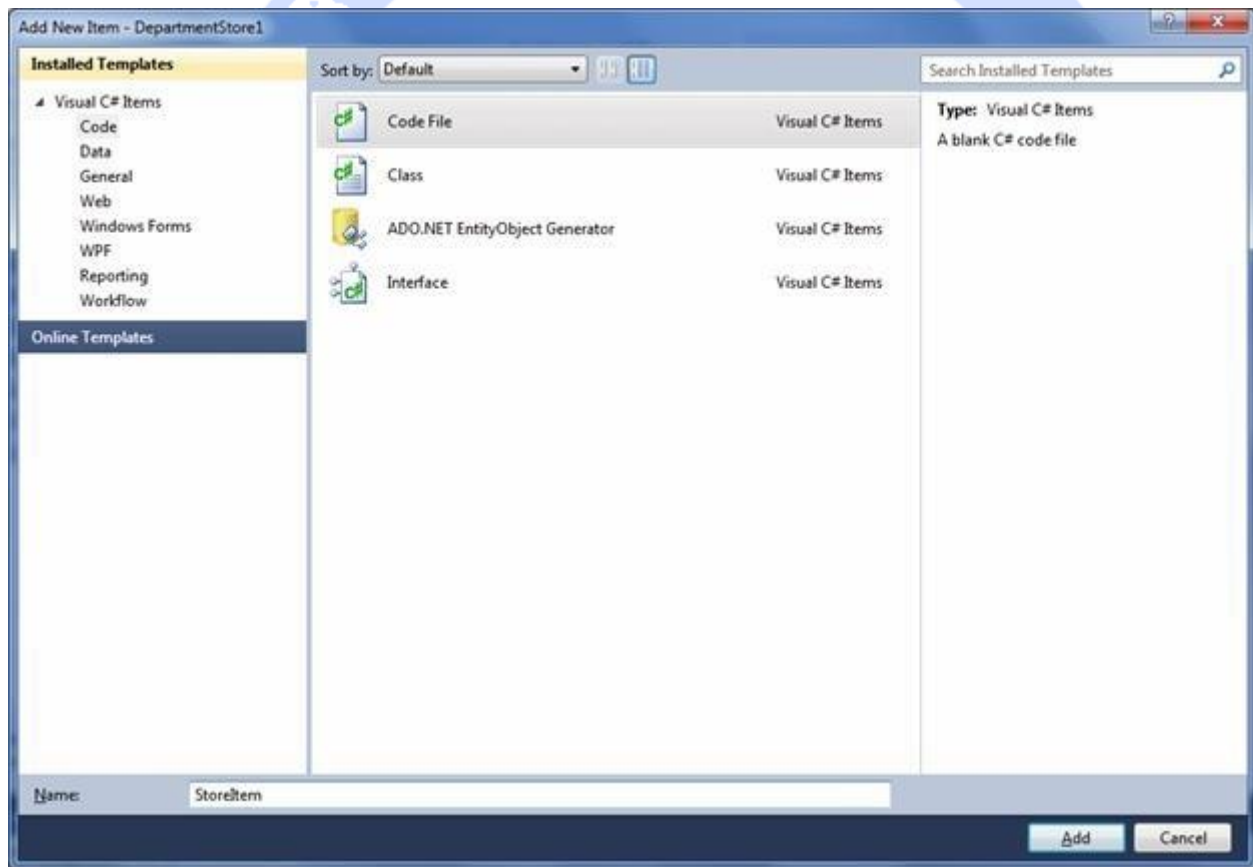 Add New Item - DepartmentStore1
Installed Templates
Visual C# Items
Code
Data
General
Web
Windows Forms
WPF
Reporting
Workflow
Online Templates
Sort by: Default
Code File Visual C# Items
Class Visual C# Items
ADO.NET EntityObject Generator Visual C# Items
Interface Visual C# Items
Search Installed Templates
Type: Visual C# Items
A blank C# code file
Name: StoreItem
Add Cancel